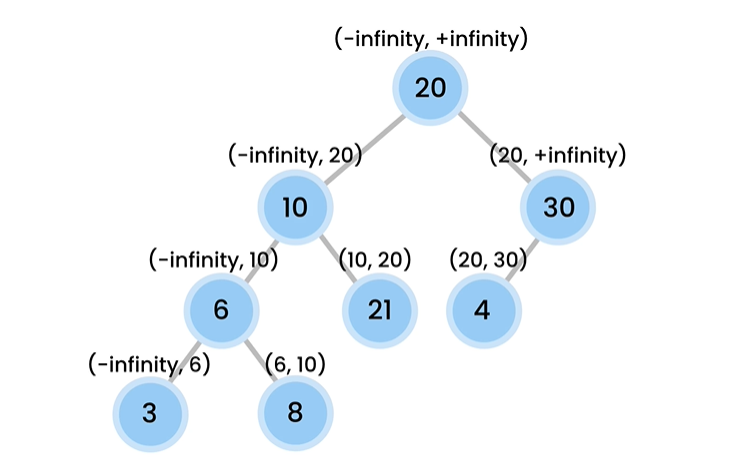 (-infinity, +infinity)
20
(-infinity, 20)
(20, +infinity)
10
30
(-infinity, 10)
(10, 20)
(20, 30)
6
21
4
(-infinity, 6)
(6, 10)
3
8